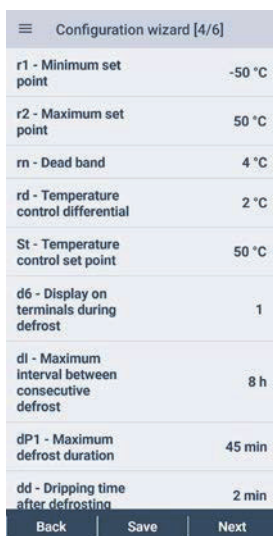 Configuration wizard [4/6]
r1 - Minimum set
point
-50 °C
r2 - Maximum set
point
50 °C
rn - Dead band
4 °C
rd - Temperature
control differential
2 °C
St - Temperature
control set point
50 °C
d6 - Display on
terminals during
defrost
1
dI - Maximum
interval between
consecutive
defrost
8 h
dP1 - Maximum
defrost duration
45 min
dd - Dripping time
after defrosting
2 min
Back
Save
Next